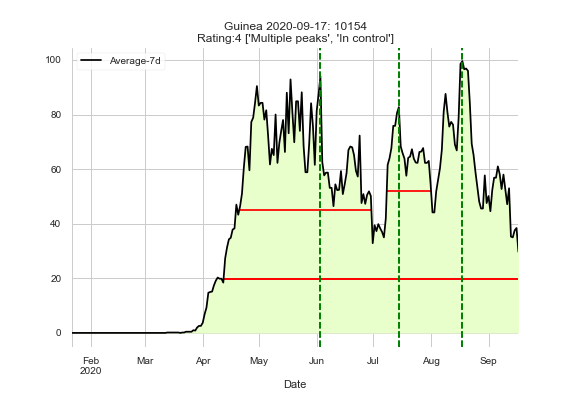 Guinea 2020-09-17: 10154
Rating:4 ['Multiple peaks', 'In control']
Average-7d
100
80
60
40
20
0
Feb Mar Apr May Jun Jul Aug Sep
2020
Date